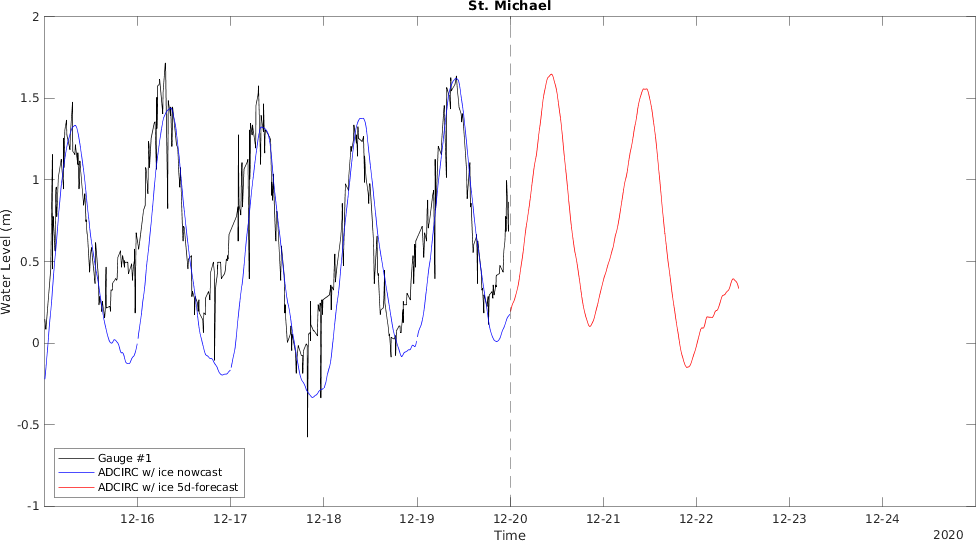 St. Michael
2
1.5
1
0.5
0
-0.5
-1
Water Level (m)
Gauge #1
ADCIRC w/ ice nowcast
ADCIRC w/ ice 5d-forecast
12-16 12-17 12-18 12-19 12-20 12-21 12-22 12-23 12-24
Time
2020